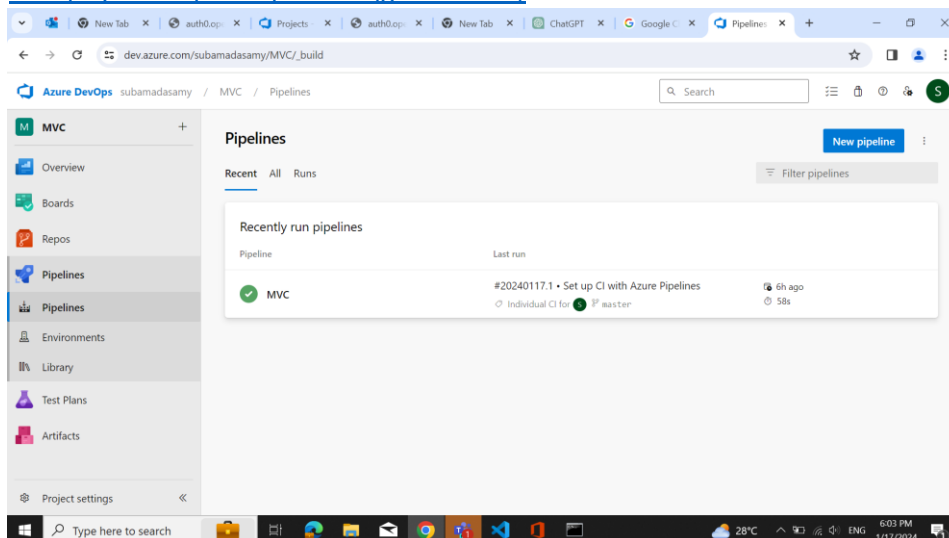 New Tab
auth0.op
Projects
auth0.op
New Tab
ChatGPT
Google C
Pipelines
dev.azure.com/subamadasamy/MVC/_build
Azure DevOps subamadasamy / MVC / Pipelines
Search
S
M MVC
Overview
Boards
Repos
Pipelines
Pipelines
Environments
Library
Test Plans
Artifacts
Project settings
Pipelines
New pipeline
Recent All Runs
Filter pipelines
Recently run pipelines
Pipeline Last run
MVC
#20240117.1 • Set up CI with Azure Pipelines
Individual CI for S master
6h ago
58s
Type here to search
28°C
ENG
6:03 PM
1/17/2024